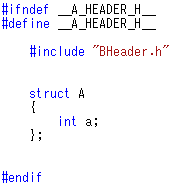 #ifndef __A_HEADER_H__
#define __A_HEADER_H__
#include "BHeader.h"
struct A
{
int a;
};
#endif